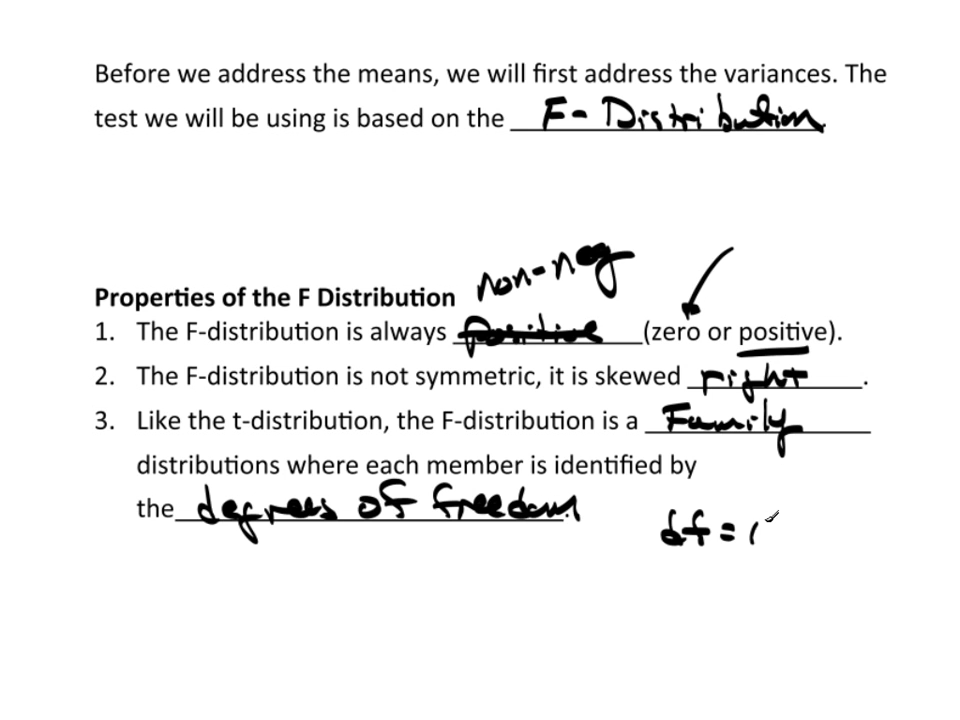 Before we address the means, we will first address the variances. The
test we will be using is based on the F-Distribution.
non-neg
Properties of the F Distribution
1. The F-distribution is always positive (zero or positive).
2. The F-distribution is not symmetric, it is skewed right.
3. Like the t-distribution, the F-distribution is a Family
distributions where each member is identified by
the degrees of freedom.
df = (